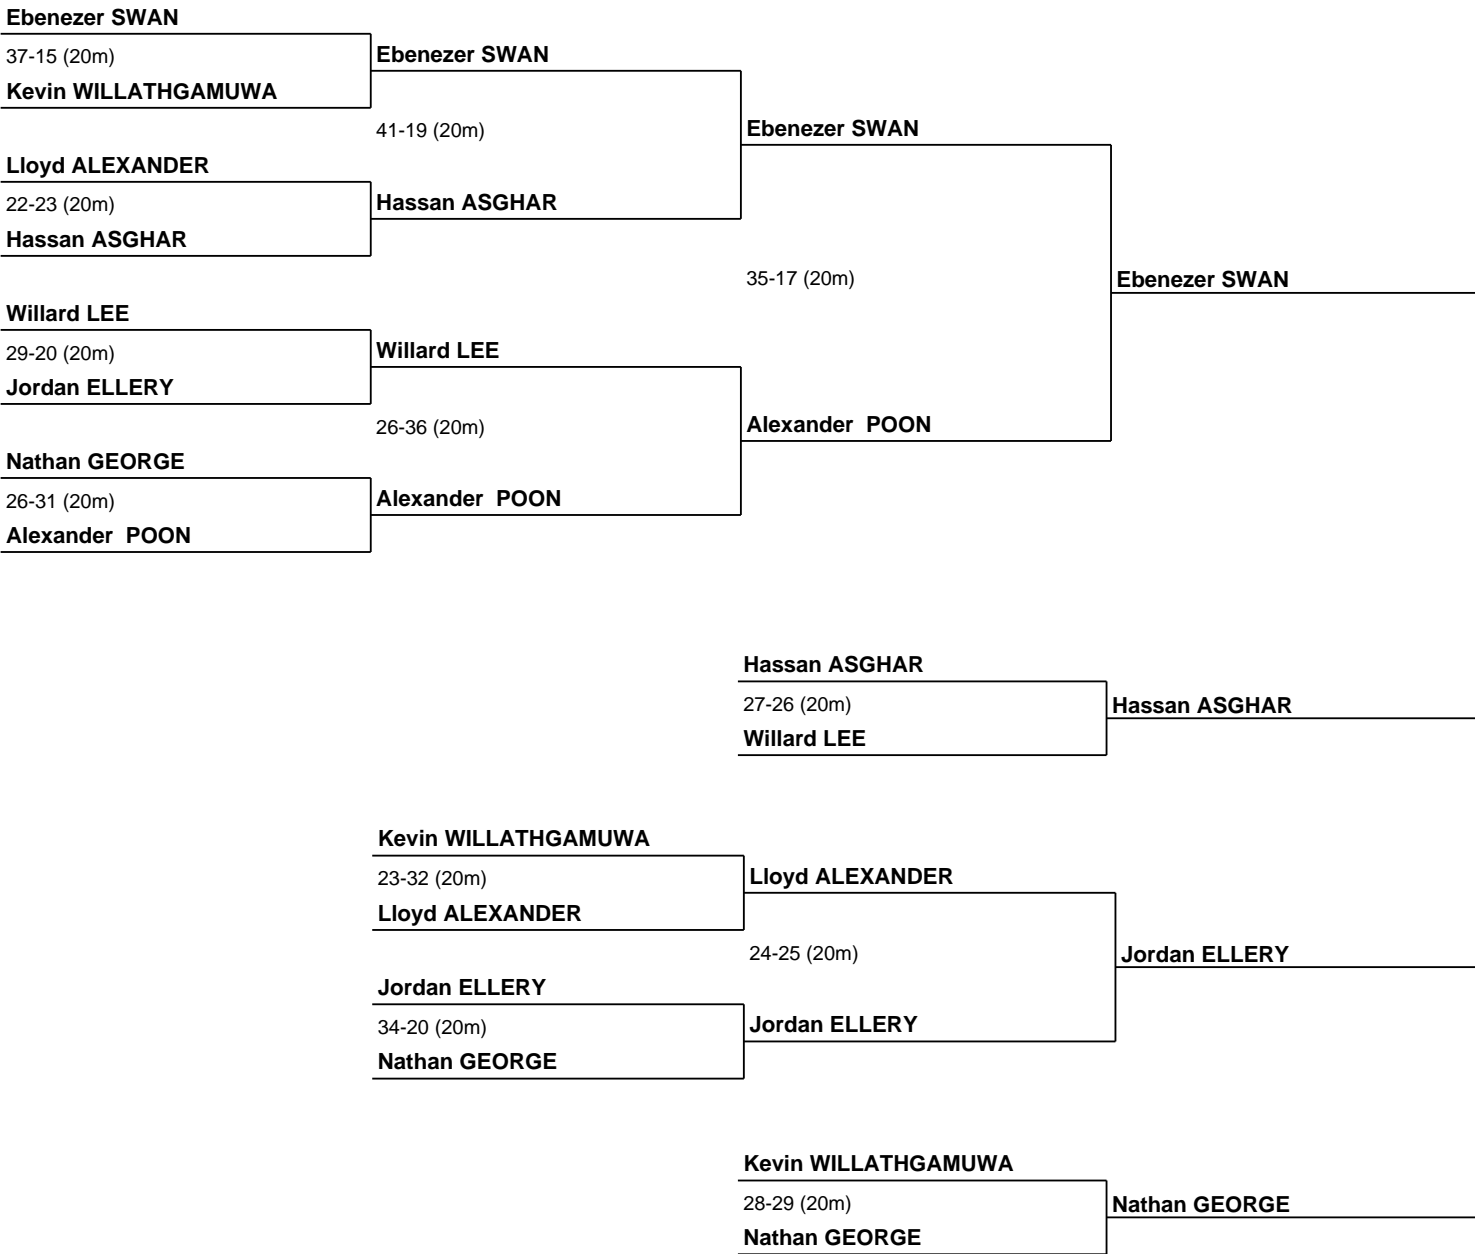 Ebenezer SWAN
37-15 (20m)
Kevin WILLATHGAMUWA
Lloyd ALEXANDER
22-23 (20m)
Hassan ASGHAR
Willard LEE
29-20 (20m)
Jordan ELLERY
Nathan GEORGE
26-31 (20m)
Alexander  POON
Ebenezer SWAN
41-19 (20m)
Hassan ASGHAR
Willard LEE
26-36 (20m)
Alexander  POON
Ebenezer SWAN
35-17 (20m)
Alexander  POON
Ebenezer SWAN
Hassan ASGHAR
27-26 (20m)
Willard LEE
Hassan ASGHAR
Kevin WILLATHGAMUWA
23-32 (20m)
Lloyd ALEXANDER
Jordan ELLERY
34-20 (20m)
Nathan GEORGE
Lloyd ALEXANDER
24-25 (20m)
Jordan ELLERY
Jordan ELLERY
Kevin WILLATHGAMUWA
28-29 (20m)
Nathan GEORGE
Nathan GEORGE